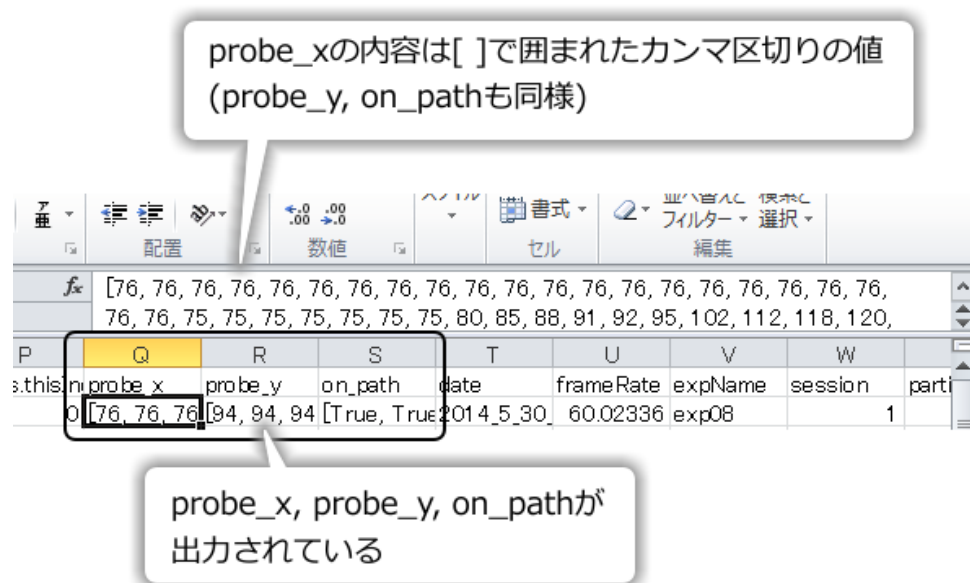 probe_xの内容は[ ]で囲まれたカンマ区切りの値
(probe_y, on_pathも同様)
ア
亜
書式
フィルター 選択
配置 数値 セル 編集
fx [76, 76, 76, 76, 76, 76, 76, 76, 76, 76, 76, 76, 76, 76, 76, 76, 76, 76,
76, 76, 75, 75, 75, 75, 75, 75, 75, 80, 85, 88, 91, 92, 95, 102, 112, 118, 120,
P Q R S T U V W
s.thisIn probe_x probe_y on_path date frameRate expName session parti
0 [76, 76, 76 [94, 94, 94 [True, True 2014_5_30_ 60.02336 exp08 1
probe_x, probe_y, on_pathが
出力されている